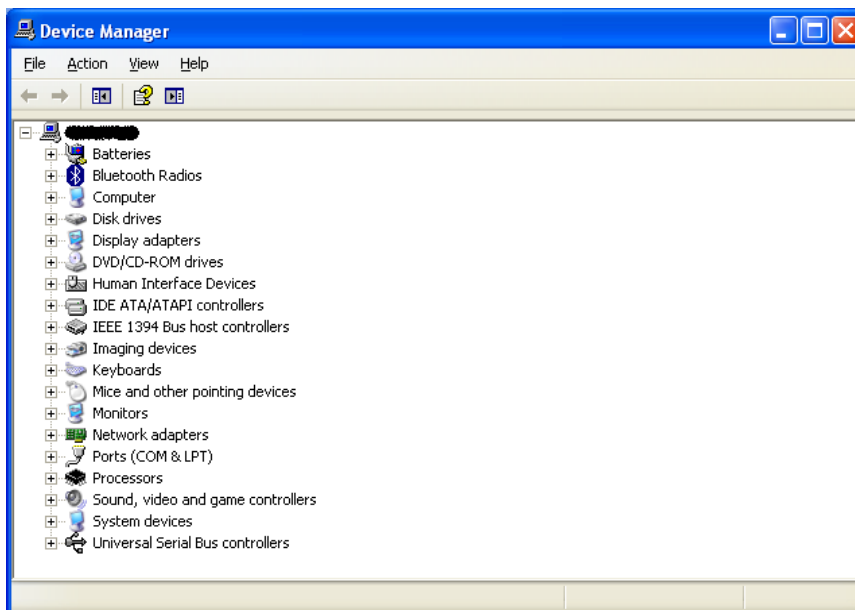 Device Manager
File Action View Help
Batteries
Bluetooth Radios
Computer
Disk drives
Display adapters
DVD/CD-ROM drives
Human Interface Devices
IDE ATA/ATAPI controllers
IEEE 1394 Bus host controllers
Imaging devices
Keyboards
Mice and other pointing devices
Monitors
Network adapters
Ports (COM & LPT)
Processors
Sound, video and game controllers
System devices
Universal Serial Bus controllers